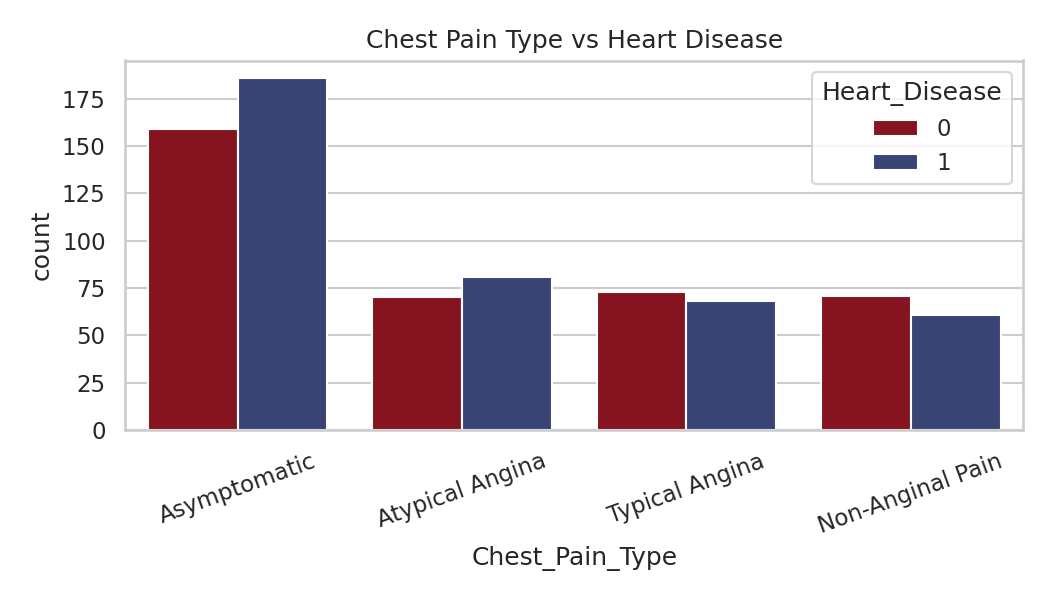 Chest Pain Type vs Heart Disease
Heart_Disease
0
1
count
175
150
125
100
75
50
25
0
Asymptomatic
Atypical Angina
Typical Angina
Non-Anginal Pain
Chest_Pain_Type